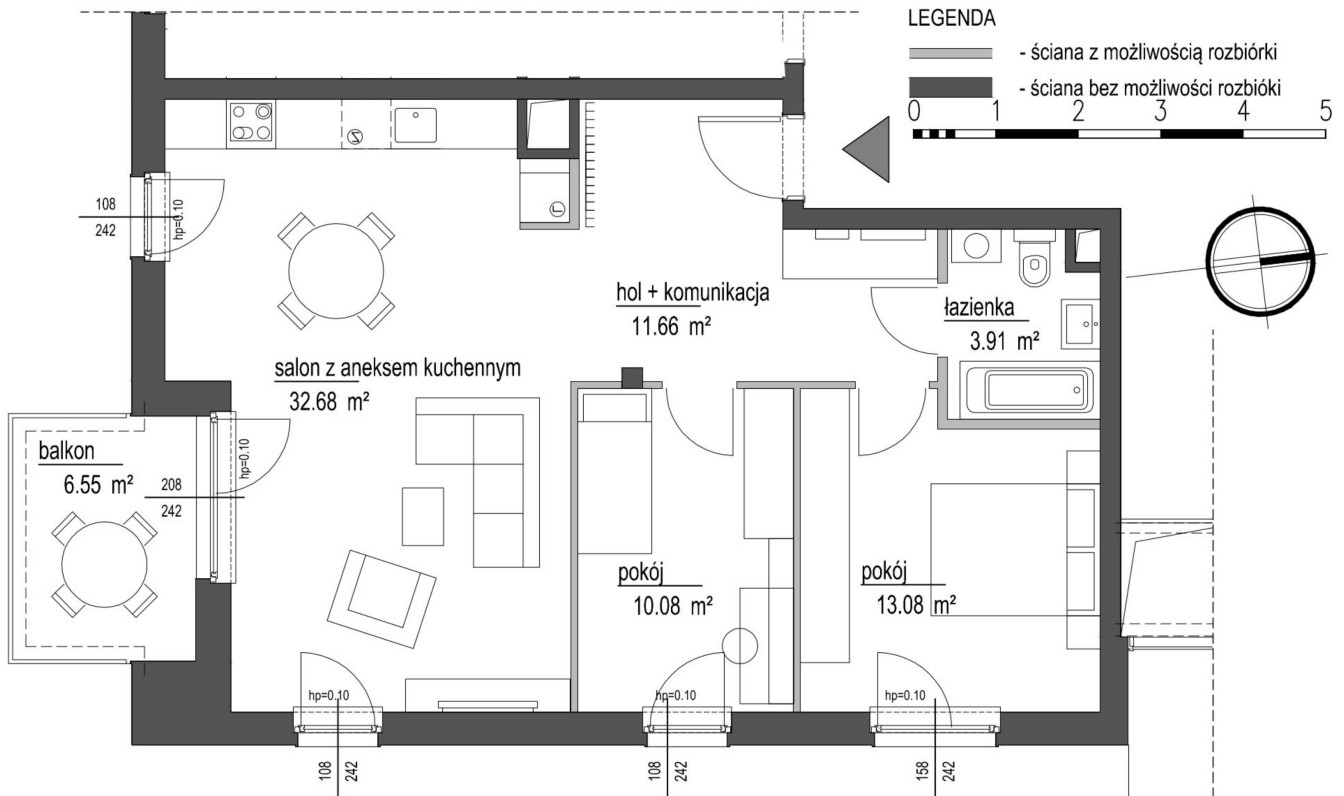 LEGENDA
- ściana z możliwością rozbiórki
- ściana bez możliwości rozbióki
0 1 2 3 4 5
108
242
hp=0.10
hol + komunikacja
11.66 m²
łazienka
3.91 m²
salon z aneksem kuchennym
32.68 m²
balkon
6.55 m²
208
242
hp=0.10
pokój
10.08 m²
pokój
13.08 m²
hp=0.10
hp=0.10
hp=0.10
108
242
108
242
158
242
Z
L